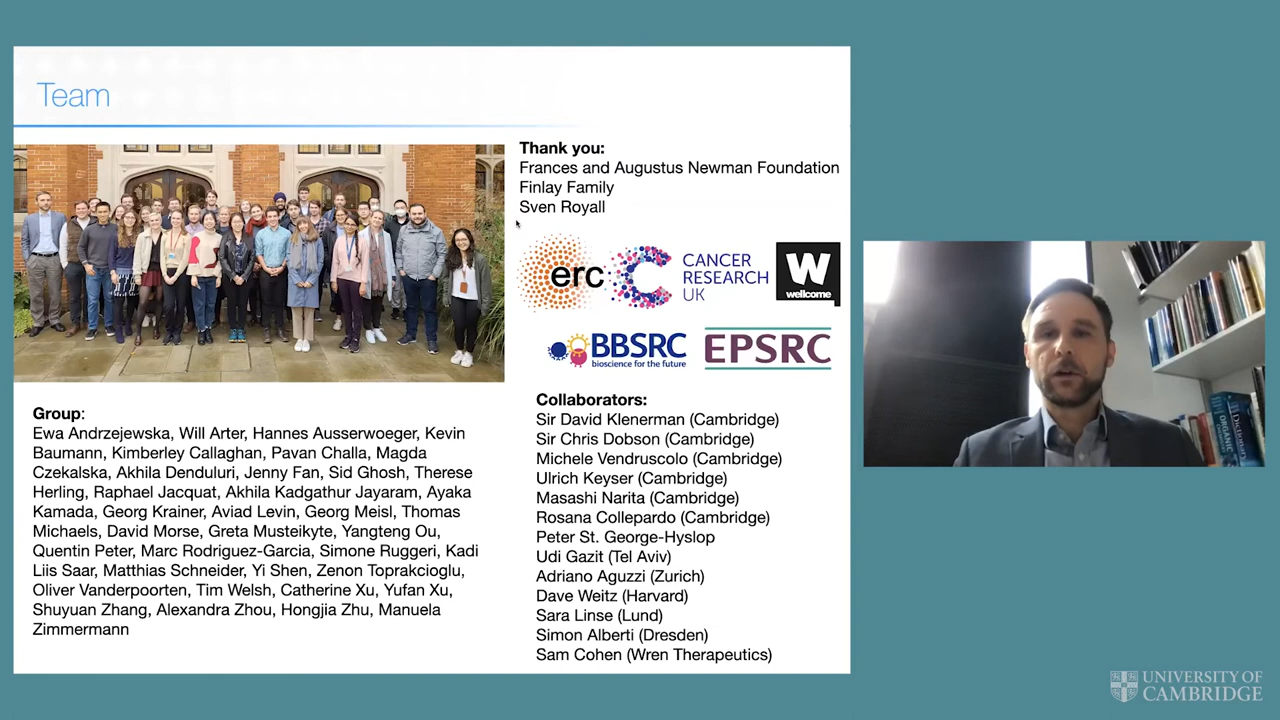 Team
Thank you:
Frances and Augustus Newman Foundation
Finlay Family
Sven Royall
erc
CANCER
RESEARCH
UK
W
wellcome
BBSRC
bioscience for the future
EPSRC
Group:
Ewa Andrzejewska, Will Arter, Hannes Ausserwoeger, Kevin
Baumann, Kimberley Callaghan, Pavan Challa, Magda
Czekalska, Akhila Denduluri, Jenny Fan, Sid Ghosh, Therese
Herling, Raphael Jacquat, Akhila Kadgathur Jayaram, Ayaka
Kamada, Georg Krainer, Aviad Levin, Georg Meisl, Thomas
Michaels, David Morse, Greta Musteikyte, Yangteng Ou,
Quentin Peter, Marc Rodriguez-Garcia, Simone Ruggeri, Kadi
Liis Saar, Matthias Schneider, Yi Shen, Zenon Toprakcioglu,
Oliver Vanderpoorten, Tim Welsh, Catherine Xu, Yufan Xu,
Shuyuan Zhang, Alexandra Zhou, Hongjia Zhu, Manuela
Zimmermann
Collaborators:
Sir David Klenerman (Cambridge)
Sir Chris Dobson (Cambridge)
Michele Vendruscolo (Cambridge)
Ulrich Keyser (Cambridge)
Masashi Narita (Cambridge)
Rosana Collepardo (Cambridge)
Peter St. George-Hyslop
Udi Gazit (Tel Aviv)
Adriano Aguzzi (Zurich)
Dave Weitz (Harvard)
Sara Linse (Lund)
Simon Alberti (Dresden)
Sam Cohen (Wren Therapeutics)
Dictionary
ORGANIC
UNIVERSITY OF
CAMBRIDGE